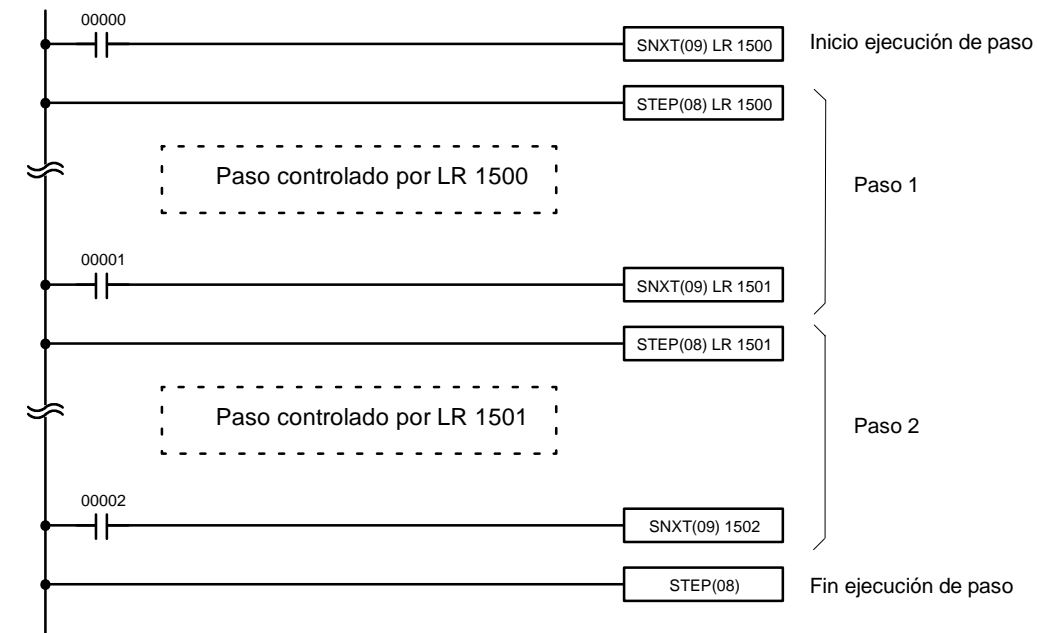 00000
SNXT(09) LR 1500
Inicio ejecución de paso
STEP(08) LR 1500
Paso controlado por LR 1500
Paso 1
00001
SNXT(09) LR 1501
STEP(08) LR 1501
Paso controlado por LR 1501
Paso 2
00002
SNXT(09) 1502
STEP(08)
Fin ejecución de paso